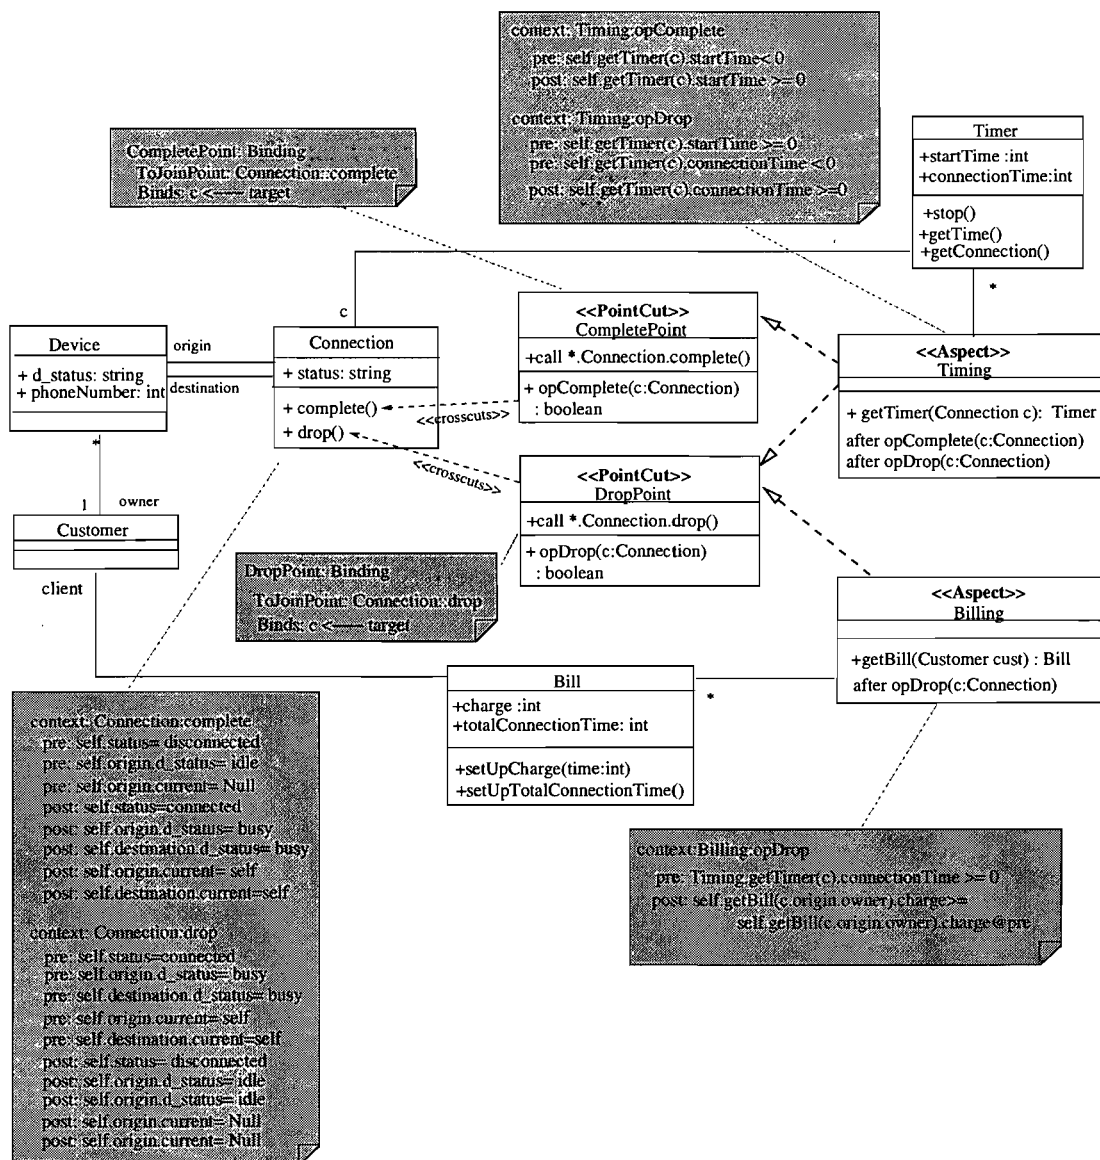 context: Timing:opComplete
pre: self.getTimer(c).startTime< 0
post: self.getTimer(c).startTime >= 0
context: Timing:opDrop
pre: self.getTimer(c).startTime >= 0
pre: self.getTimer(c).connectionTime < 0
post: self.getTimer(c).connectionTime >=0
CompletePoint: Binding
ToJoinPoint: Connection::complete
Binds: c <—— target
Timer
+startTime :int
+connectionTime:int
+stop()
+getTime()
+getConnection()
*
c
<<PointCut>>
CompletePoint
+call *.Connection.complete()
+ opComplete(c:Connection)
: boolean
Device
+ d_status: string
+ phoneNumber: int
origin
destination
Connection
+ status: string
+ complete()
+ drop()
<<crosscuts>>
<<crosscuts>>
<<Aspect>>
Timing
+ getTimer(Connection c): Timer
after opComplete(c:Connection)
after opDrop(c:Connection)
*
1
owner
Customer
client
<<PointCut>>
DropPoint
+call *.Connection.drop()
+ opDrop(c:Connection)
: boolean
DropPoint: Binding
ToJoinPoint: Connection::drop
Binds: c <—— target
<<Aspect>>
Billing
+getBill(Customer cust) : Bill
after opDrop(c:Connection)
Bill
+charge :int
+totalConnectionTime: int
+setUpCharge(time:int)
+setUpTotalConnectionTime()
*
context: Connection:complete
pre: self.status= disconnected
pre: self.origin.d_status= idle
pre: self.origin.current= Null
post: self.status=connected
post: self.origin.d_status= busy
post: self.destination.d_status= busy
post: self.origin.current= self
post: self.destination.current=self
context: Connection:drop
pre: self.status=connected
pre: self.origin.d_status= busy
pre: self.destination.d_status= busy
pre: self.origin.current= self
pre: self.destination.current=self
post: self.status= disconnected
post: self.origin.d_status= idle
post: self.origin.d_status= idle
post: self.origin.current= Null
post: self.origin.current= Null
context:Billing:opDrop
pre: Timing.getTimer(c).connectionTime >= 0
post: self.getBill(c.origin.owner).charge>=
self.getBill(c.origin.owner).charge@pre